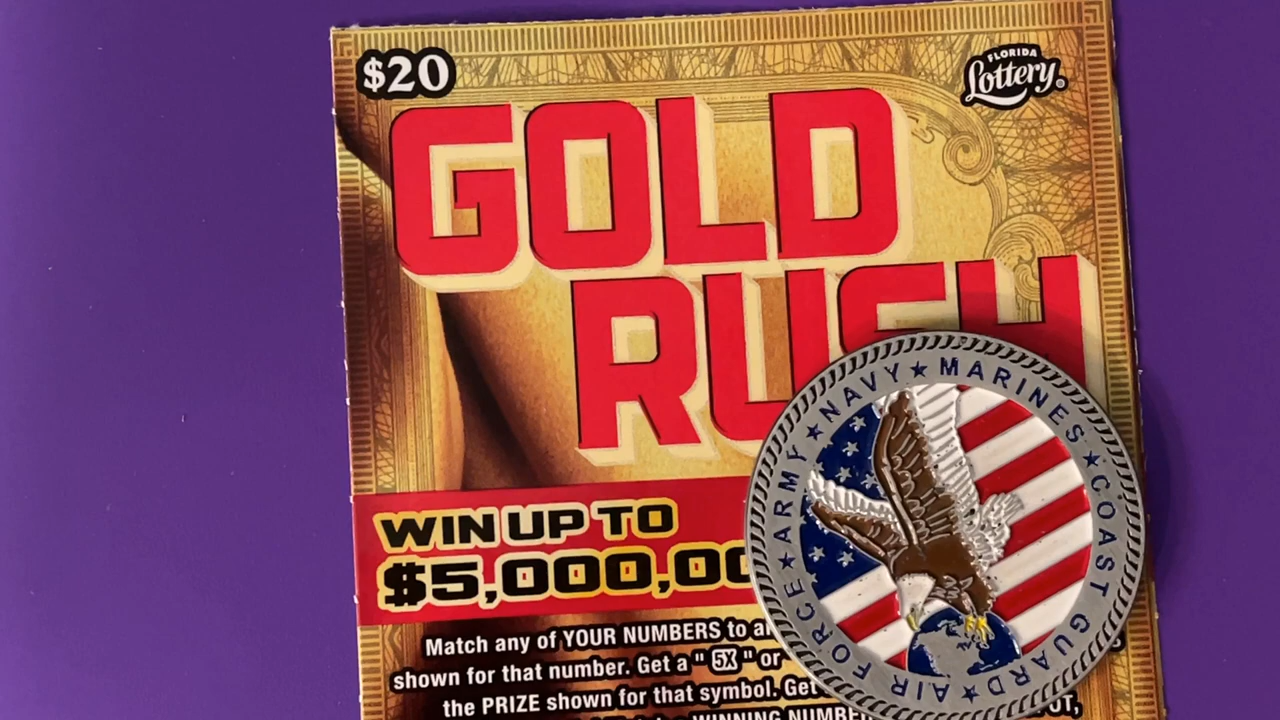 $20
FLORIDA
Lottery®
GOLD
RUSH
WIN UP TO
$5,000,00
Match any of YOUR NUMBERS to
shown for that number. Get a " 5X " or
the PRIZE shown for that symbol. Get
WINNING NUMBER
ARMY ★ NAVY ★ MARINES ★ COAST GUARD ★ AIR FORCE ★